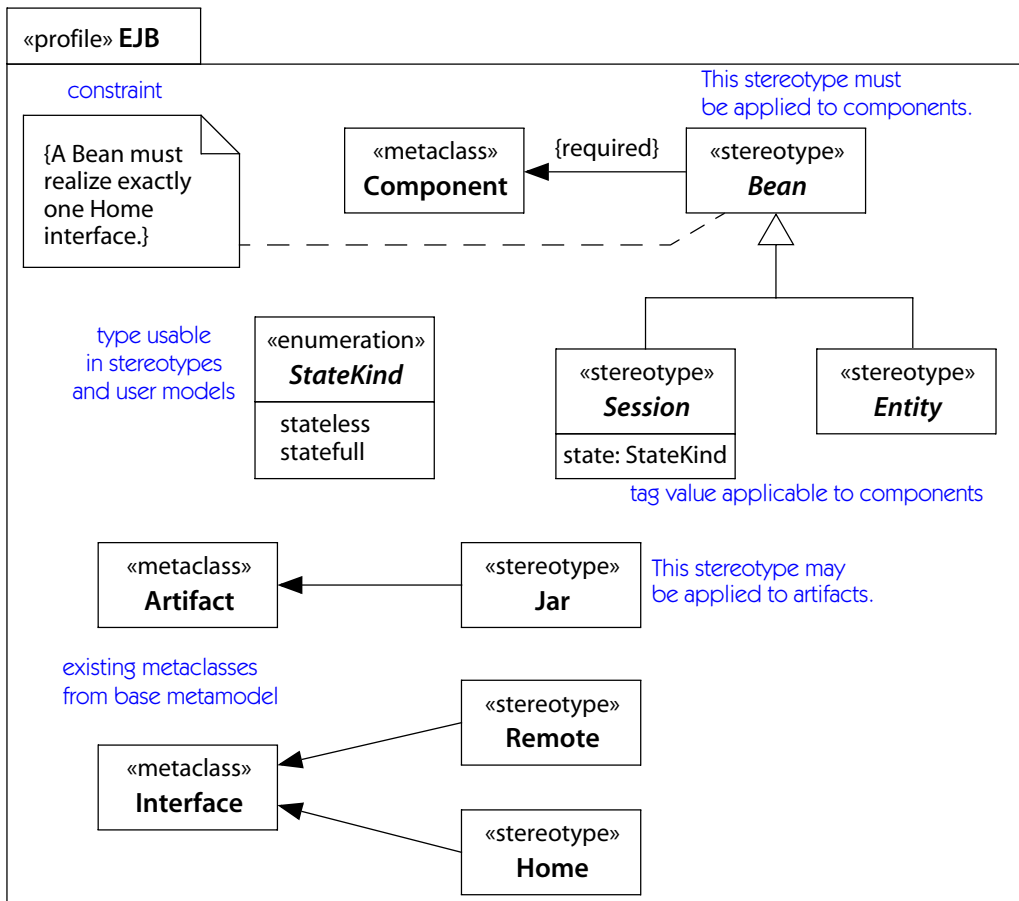 «profile» EJB
constraint
{A Bean must
realize exactly
one Home
interface.}
«metaclass»
Component
{required}
This stereotype must
be applied to components.
«stereotype»
Bean
type usable
in stereotypes
and user models
«enumeration»
StateKind
stateless
statefull
«stereotype»
Session
state: StateKind
«stereotype»
Entity
tag value applicable to components
«metaclass»
Artifact
«stereotype»
Jar
This stereotype may
be applied to artifacts.
existing metaclasses
from base metamodel
«metaclass»
Interface
«stereotype»
Remote
«stereotype»
Home